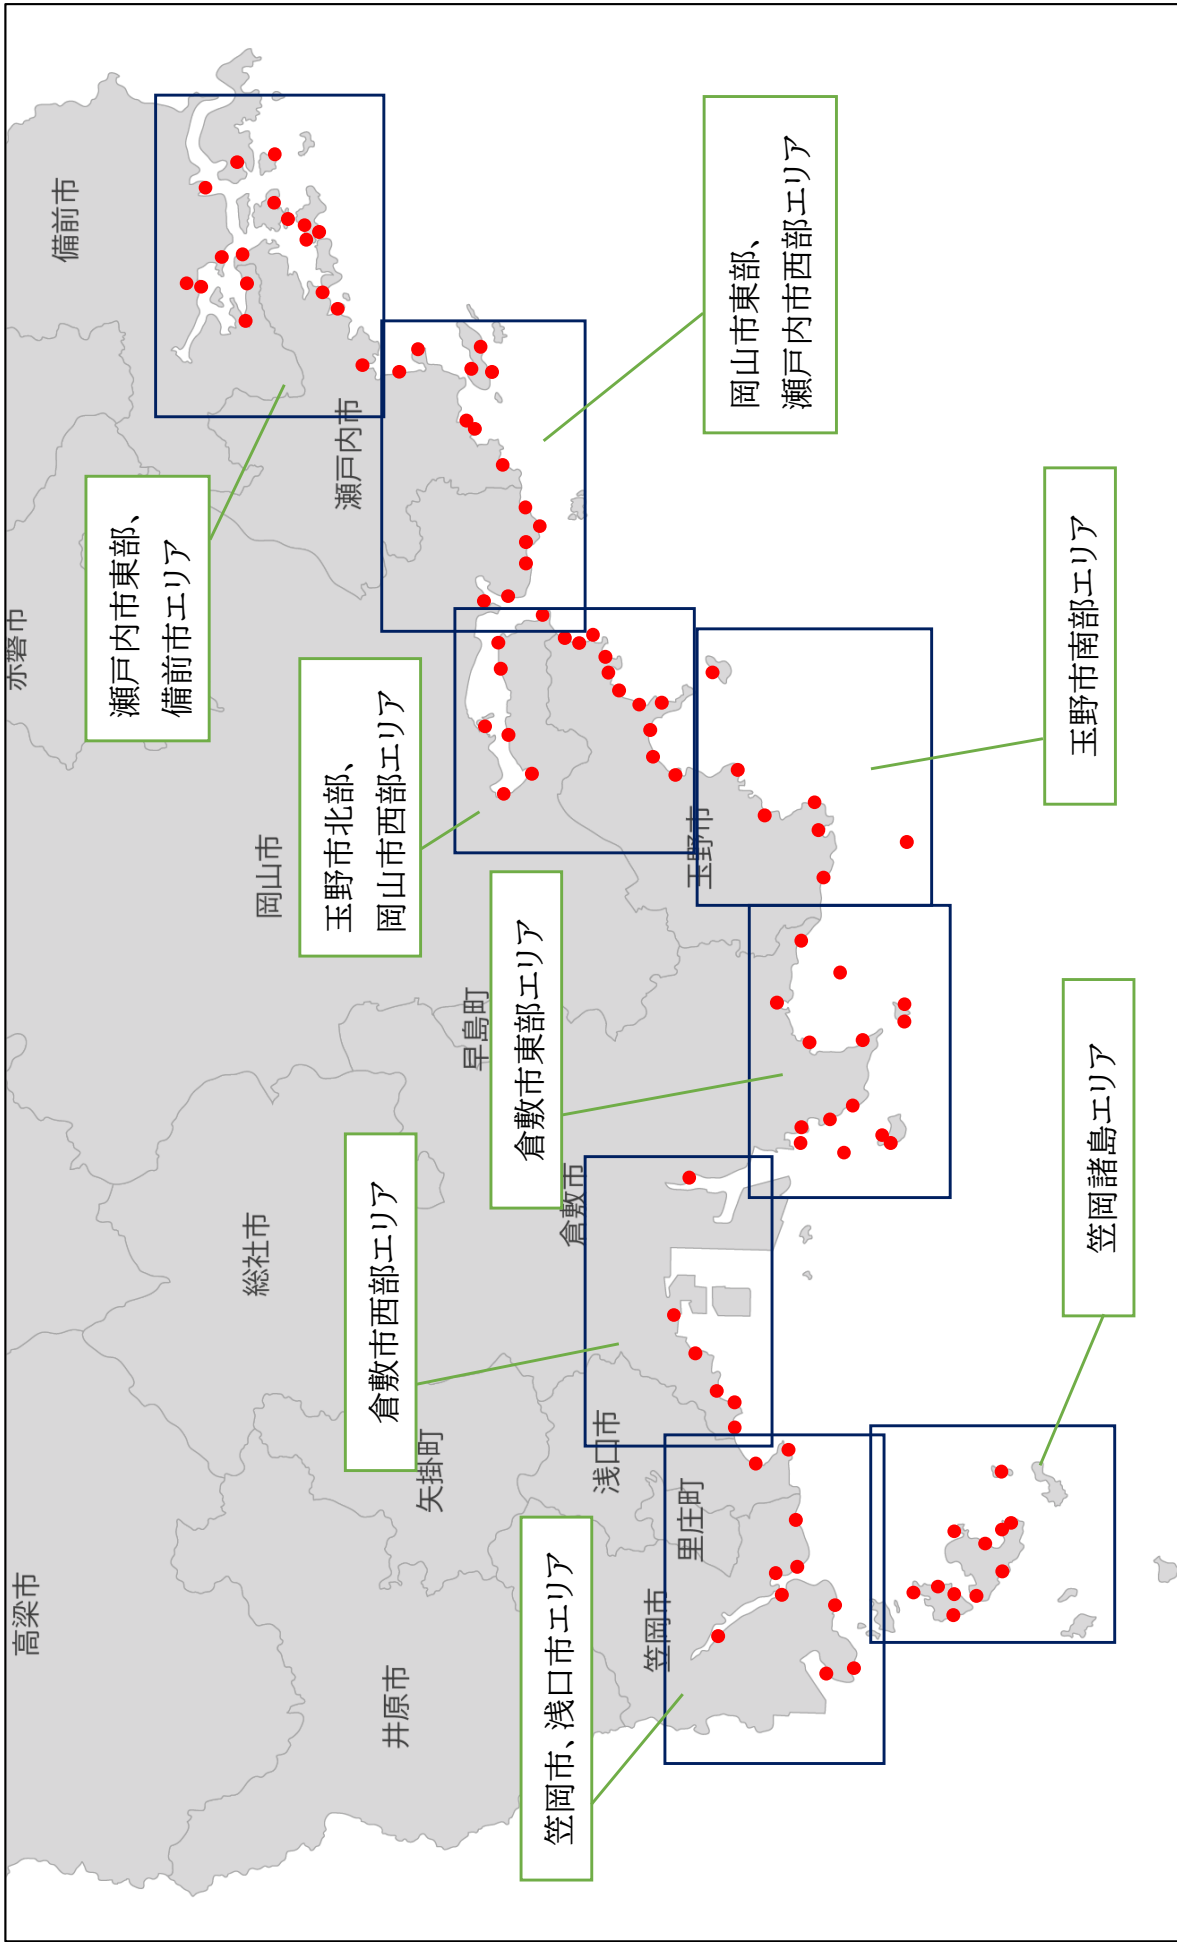 高梁市
赤磐市
備前市
総社市
岡山市
瀬戸内市
井原市
矢掛町
早島町
浅口市
倉敷市
笠岡市
里庄町
玉野市
瀬戸内市東部、
備前市エリア
岡山市東部、
瀬戸内市西部エリア
玉野市北部、
岡山市西部エリア
玉野市南部エリア
倉敷市東部エリア
倉敷市西部エリア
笠岡市、浅口市エリア
笠岡諸島エリア